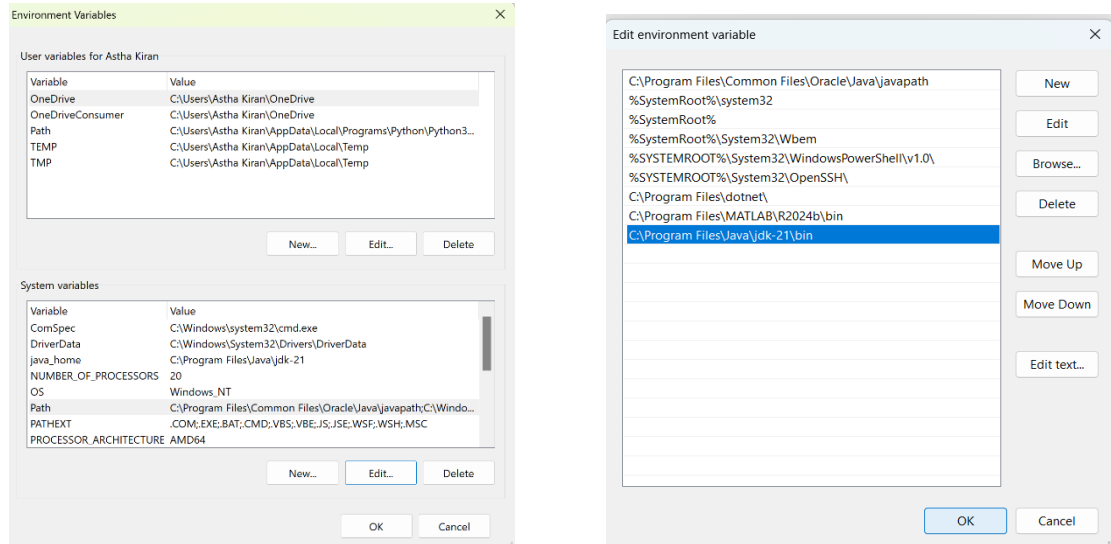 Environment Variables
User variables for Astha Kiran
Variable Value
OneDrive C:\Users\Astha Kiran\OneDrive
OneDriveConsumer C:\Users\Astha Kiran\OneDrive
Path C:\Users\Astha Kiran\AppData\Local\Programs\Python\Python3...
TEMP C:\Users\Astha Kiran\AppData\Local\Temp
TMP C:\Users\Astha Kiran\AppData\Local\Temp
New... Edit... Delete
System variables
Variable Value
ComSpec C:\Windows\system32\cmd.exe
DriverData C:\Windows\System32\Drivers\DriverData
java_home C:\Program Files\Java\jdk-21
NUMBER_OF_PROCESSORS 20
OS Windows_NT
Path C:\Program Files\Common Files\Oracle\Java\javapath;C:\Windo...
PATHEXT .COM;.EXE;.BAT;.CMD;.VBS;.VBE;.JS;.JSE;.WSF;.WSH;.MSC
PROCESSOR_ARCHITECTURE AMD64
New... Edit... Delete
OK Cancel
Edit environment variable
C:\Program Files\Common Files\Oracle\Java\javapath
%SystemRoot%\system32
%SystemRoot%
%SystemRoot%\System32\Wbem
%SYSTEMROOT%\System32\WindowsPowerShell\v1.0\
%SYSTEMROOT%\System32\OpenSSH\
C:\Program Files\dotnet\
C:\Program Files\MATLAB\R2024b\bin
C:\Program Files\Java\jdk-21\bin
New
Edit
Browse...
Delete
Move Up
Move Down
Edit text...
OK Cancel